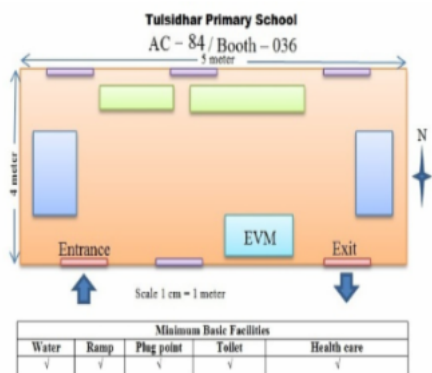 Tulsidhar Primary School
AC – 84/Booth – 036
5 meter
4 meter
N
EVM
Entrance
Exit
Scale 1 cm = 1 meter
Minimum Basic Facilities
Water Ramp Plug point Toilet Health care
√ √ √ √ √